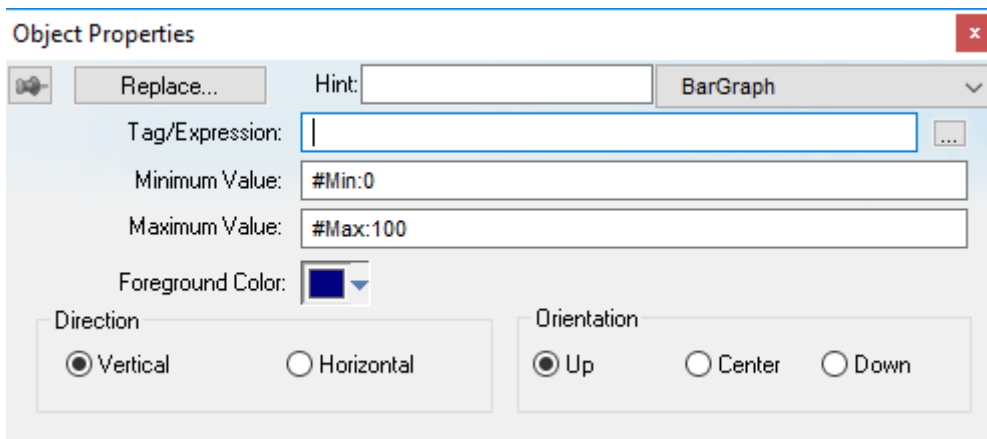 Object Properties
x
Replace... Hint: BarGraph
Tag/Expression: ...
Minimum Value: #Min:0
Maximum Value: #Max:100
Foreground Color:
Direction Orientation
Vertical Horizontal Up Center Down